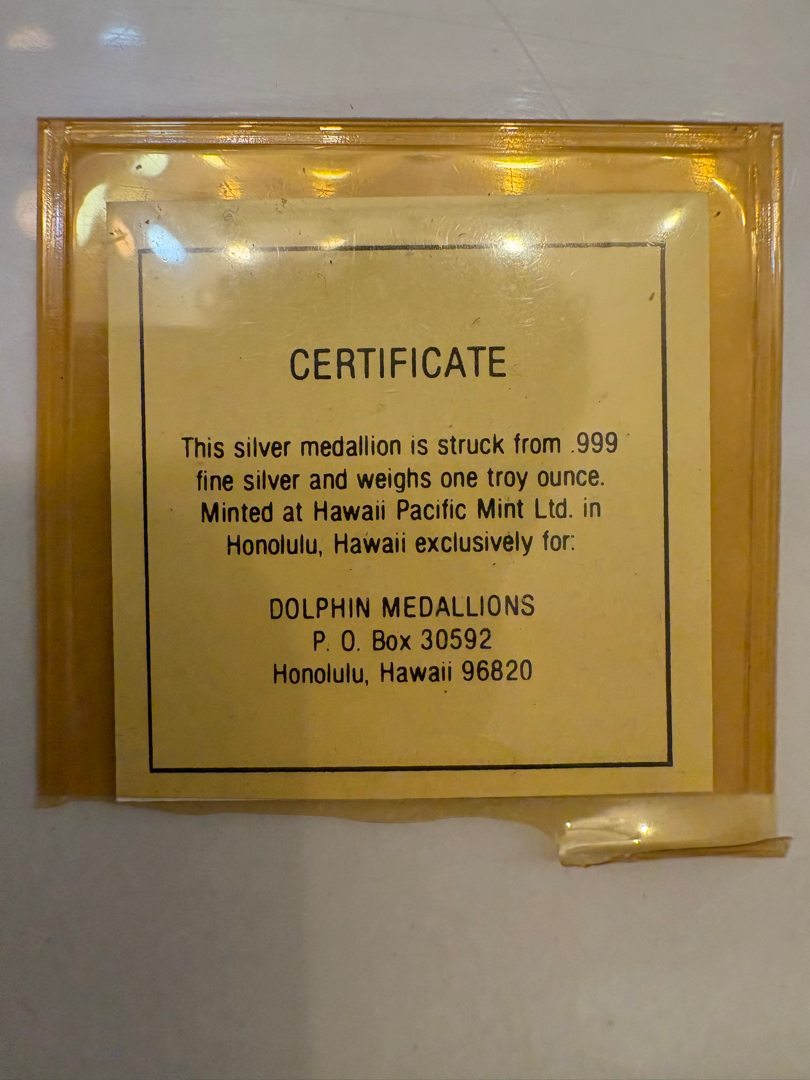 CERTIFICATE
This silver medallion is struck from .999
fine silver and weighs one troy ounce.
Minted at Hawaii Pacific Mint Ltd. in
Honolulu, Hawaii exclusively for:
DOLPHIN MEDALLIONS
P. O. Box 30592
Honolulu, Hawaii 96820